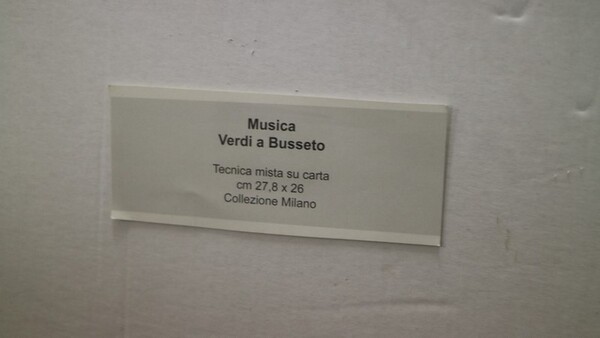 Musica
Verdi a Busseto
Tecnica mista su carta
cm 27,8 x 26
Collezione Milano